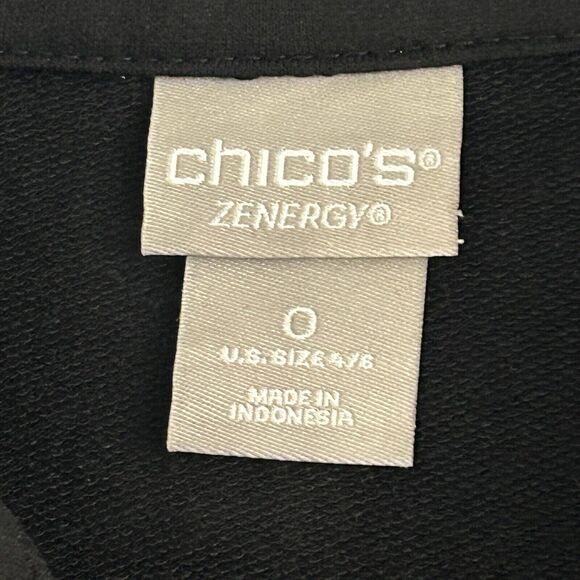 chico's®
ZENERGY®
0
U.S. SIZE 4/6
MADE IN
INDONESIA